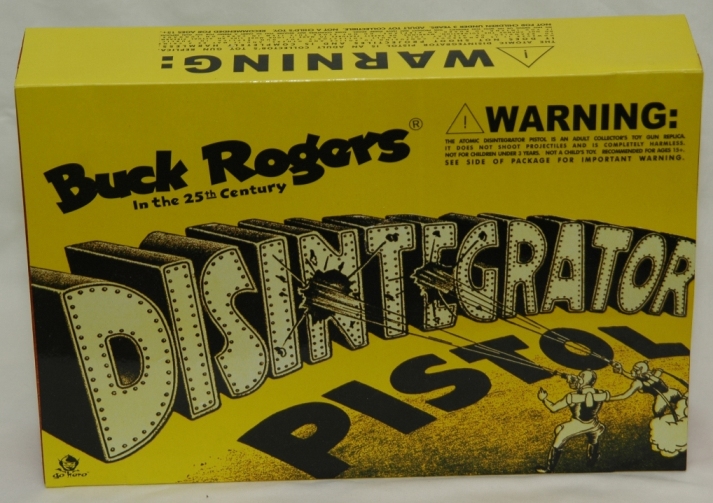 WARNING:
Buck Rogers®
In the 25th Century
WARNING:
THE ATOMIC DISINTEGRATOR PISTOL IS AN ADULT COLLECTOR'S TOY GUN REPLICA.
IT DOES NOT SHOOT PROJECTILES AND IS COMPLETELY HARMLESS.
NOT FOR CHILDREN UNDER 3 YEARS. NOT A CHILD'S TOY. RECOMMENDED FOR AGES 15+.
SEE SIDE OF PACKAGE FOR IMPORTANT WARNING.
DISINTEGRATOR
PISTOL